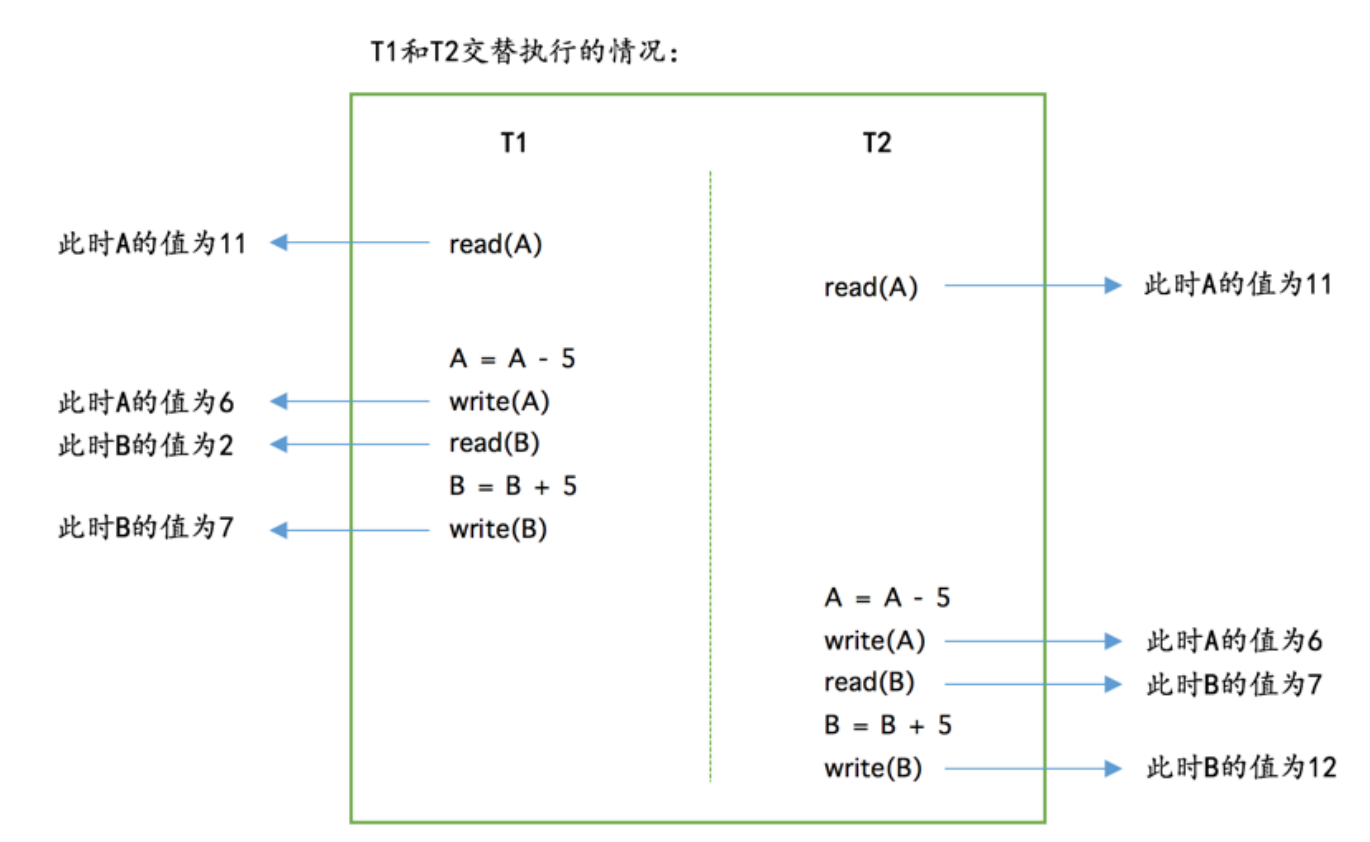 T1和T2交替执行的情况：
T1 T2
此时A的值为11 read(A)
read(A) 此时A的值为11
A = A - 5
此时A的值为6 write(A)
此时B的值为2 read(B)
B = B + 5
此时B的值为7 write(B)
A = A - 5
write(A) 此时A的值为6
read(B) 此时B的值为7
B = B + 5
write(B) 此时B的值为12